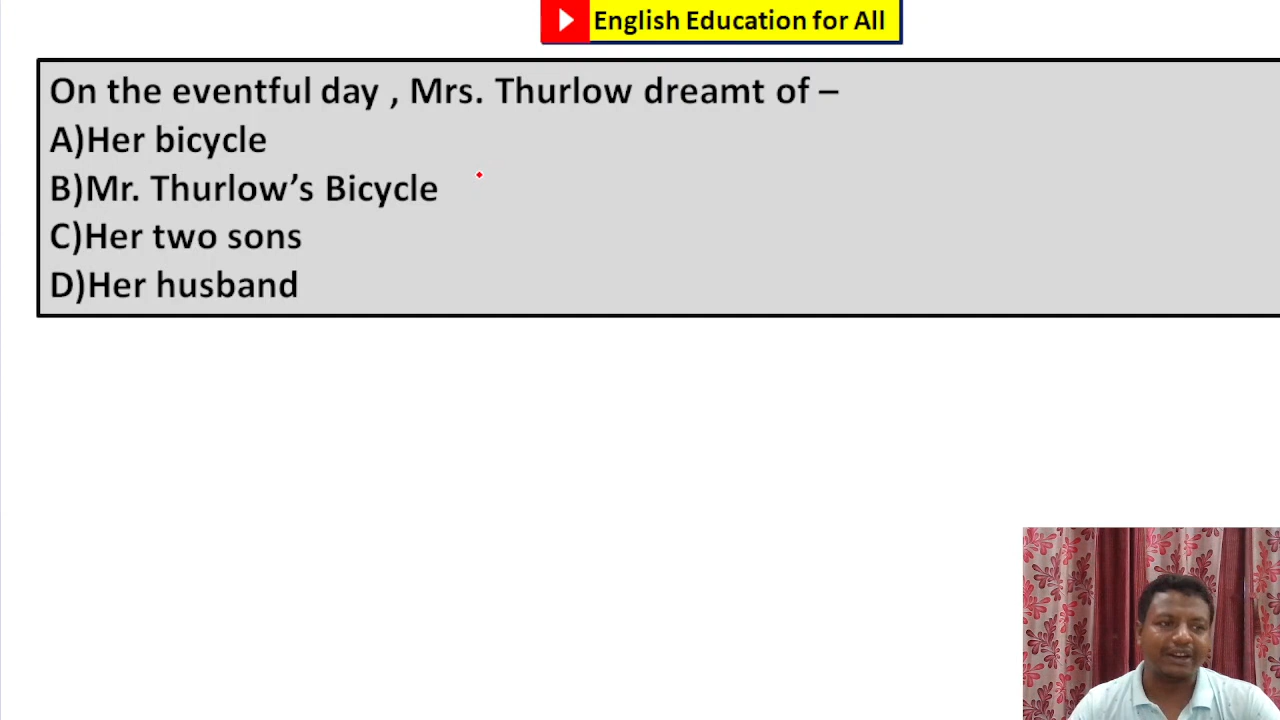 English Education for All
On the eventful day , Mrs. Thurlow dreamt of –
A)Her bicycle
B)Mr. Thurlow’s Bicycle
C)Her two sons
D)Her husband